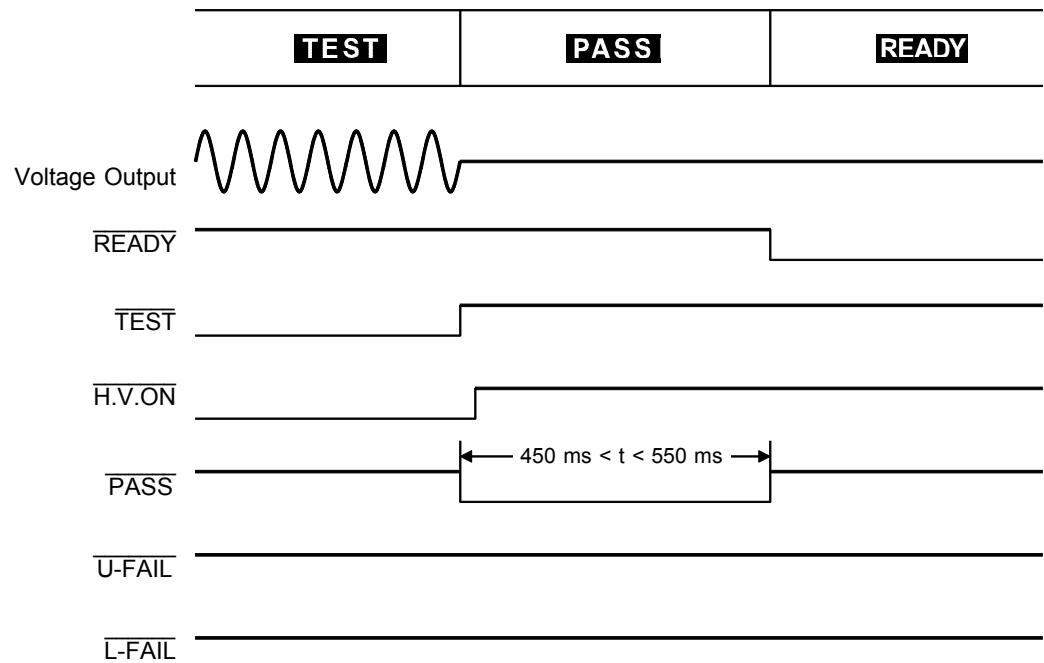 TEST PASS READY
Voltage Output
READY
TEST
H.V.ON
450 ms < t < 550 ms
PASS
U-FAIL
L-FAIL